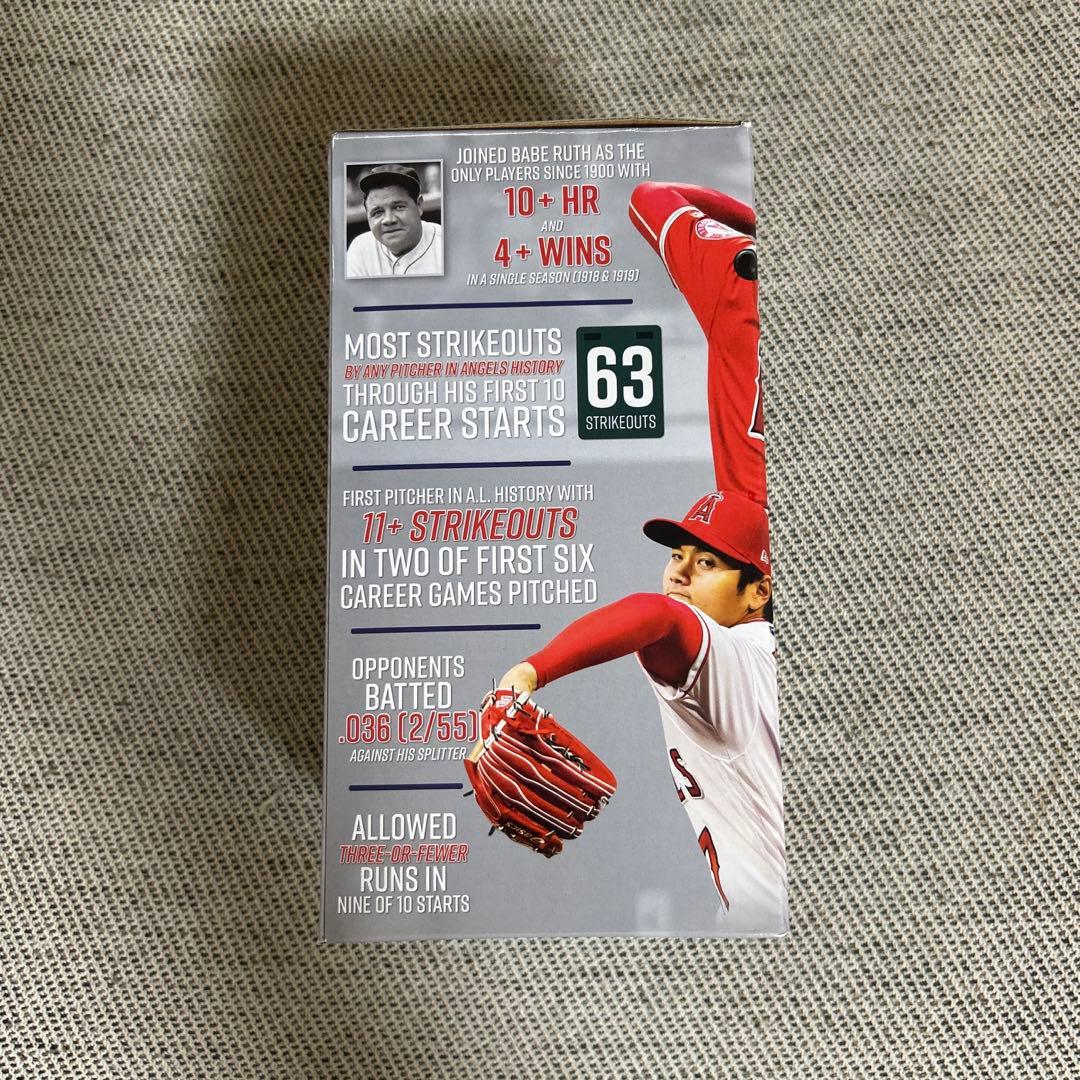 JOINED BABE RUTH AS THE
ONLY PLAYERS SINCE 1900 WITH
10+ HR
AND
4+ WINS
IN A SINGLE SEASON (1918 & 1919)
MOST STRIKEOUTS
BY ANY PITCHER IN ANGELS HISTORY
THROUGH HIS FIRST 10
CAREER STARTS
63
STRIKEOUTS
FIRST PITCHER IN A.L. HISTORY WITH
11+ STRIKEOUTS
IN TWO OF FIRST SIX
CAREER GAMES PITCHED
OPPONENTS
BATTED
.036 (2/55)
AGAINST HIS SPLITTER
ALLOWED
THREE-OR-FEWER
RUNS IN
NINE OF 10 STARTS
A
asics